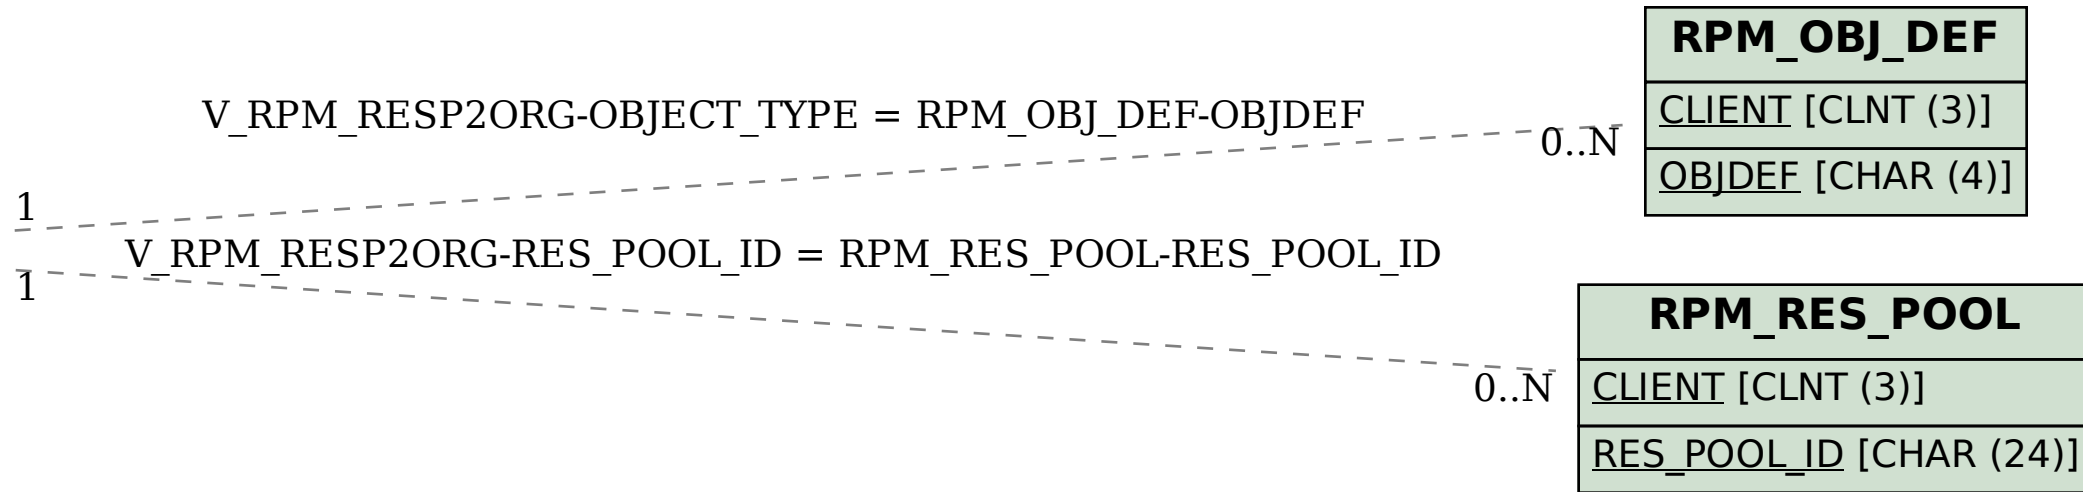 RPM_OBJ_DEF
V_RPM_RESP2ORG-OBJECT_TYPE = RPM_OBJ_DEF-OBJDEF
CLIENT [CLNT (3)]
0..N
OBJDEF [CHAR (4)]
1
V_RPM_RESP2ORG-RES_POOL_ID = RPM_RES_POOL-RES_POOL_ID
1
RPM_RES_POOL
0..N
CLIENT [CLNT (3)]
RES_POOL_ID [CHAR (24)]